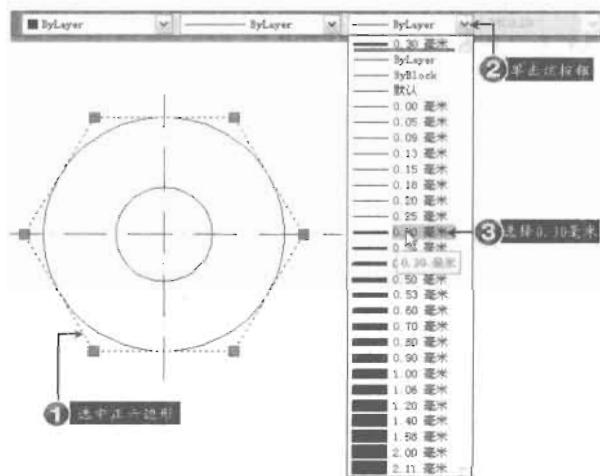 ByLayer
ByLayer
ByLayer
0.30 毫米
ByLayer
ByBlock
默认
0.00 毫米
0.05 毫米
0.09 毫米
0.13 毫米
0.15 毫米
0.18 毫米
0.20 毫米
0.25 毫米
0.30 毫米
0.30 毫米
0.50 毫米
0.53 毫米
0.60 毫米
0.70 毫米
0.80 毫米
0.90 毫米
1.00 毫米
1.06 毫米
1.20 毫米
1.40 毫米
1.58 毫米
2.00 毫米
2.11 毫米
2 单击该按钮
3 选择0.30毫米
1 选中正六边形